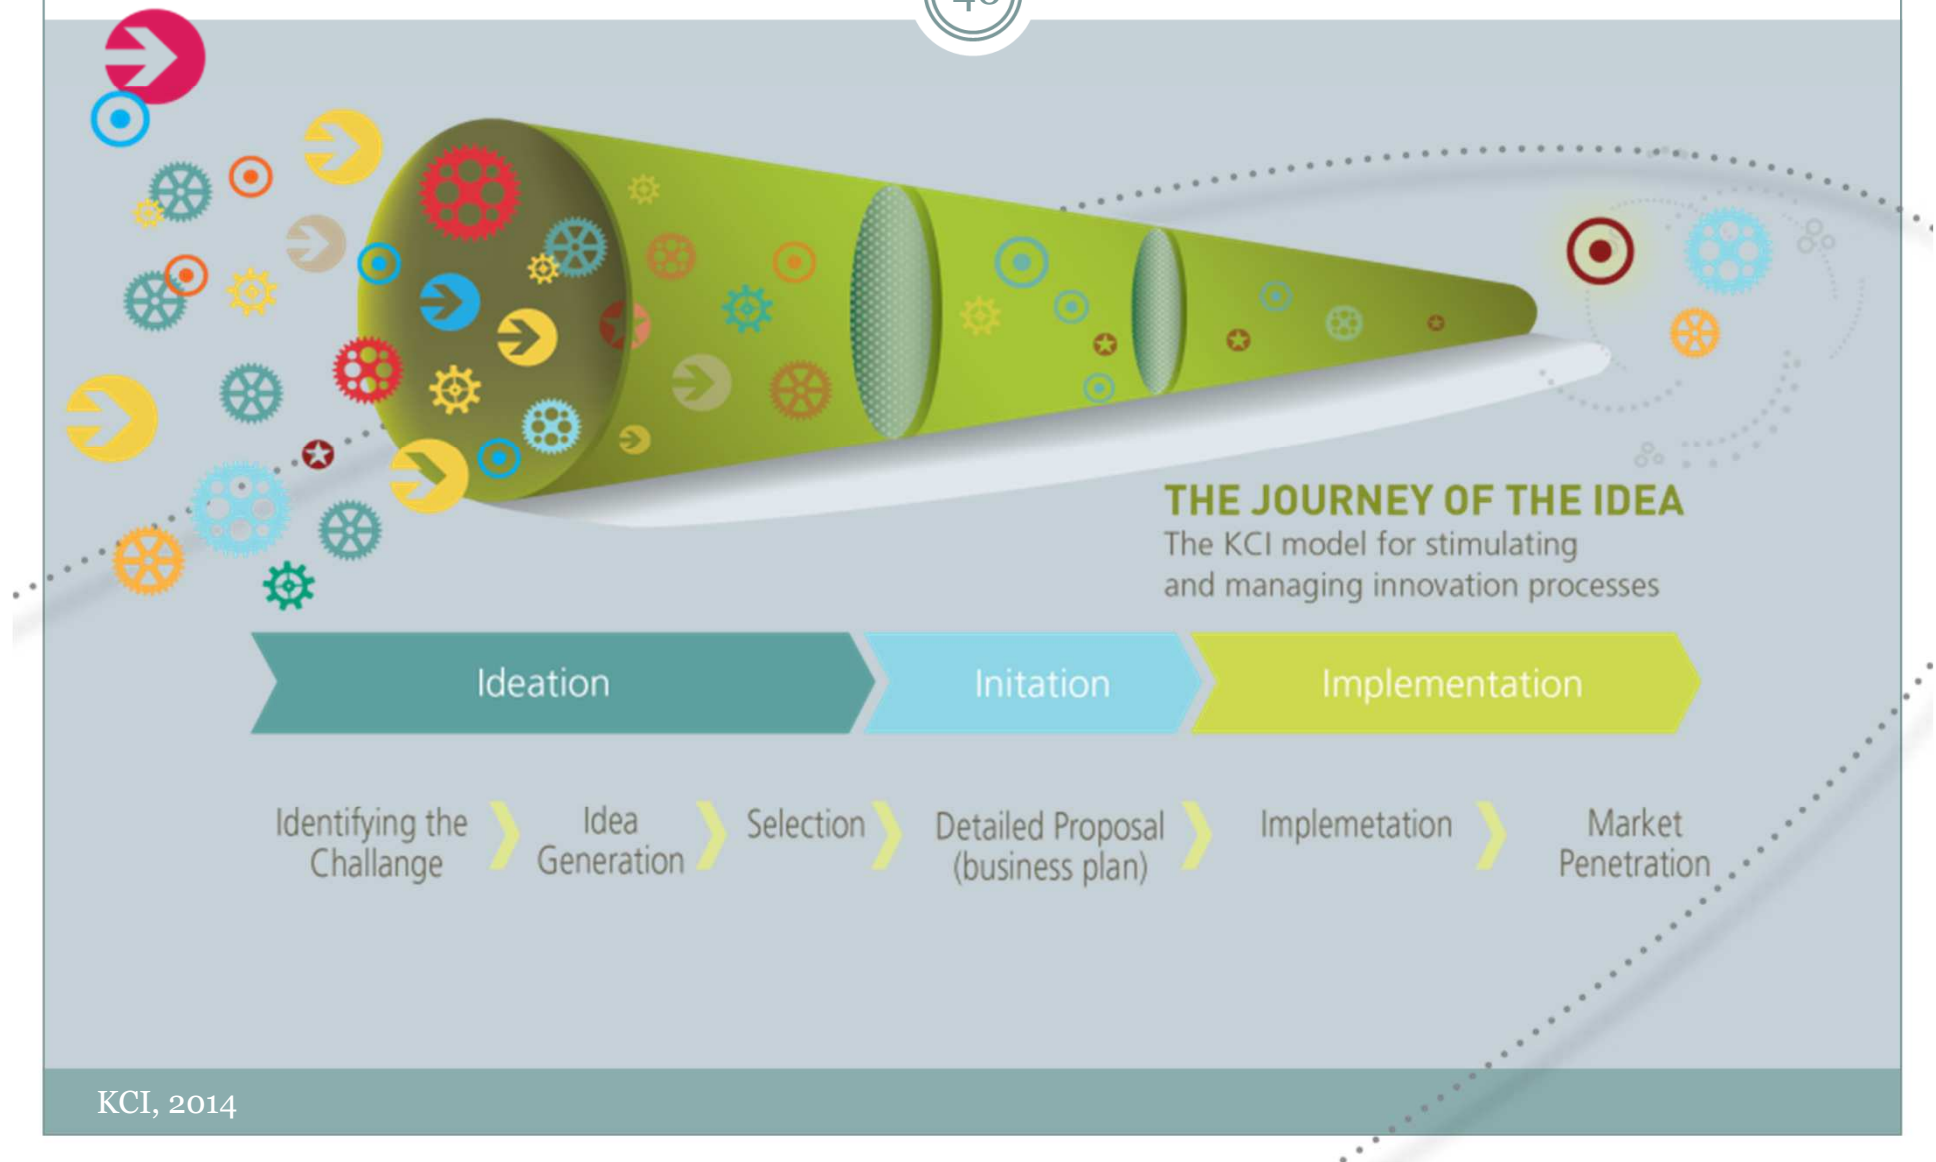 THE JOURNEY OF THE IDEA
The KCI model for stimulating
and managing innovation processes
Ideation
Initation
Implementation
Identifying the
Challange
Idea
Generation
Selection
Detailed Proposal
(business plan)
Implemetation
Market
Penetration
KCI, 2014